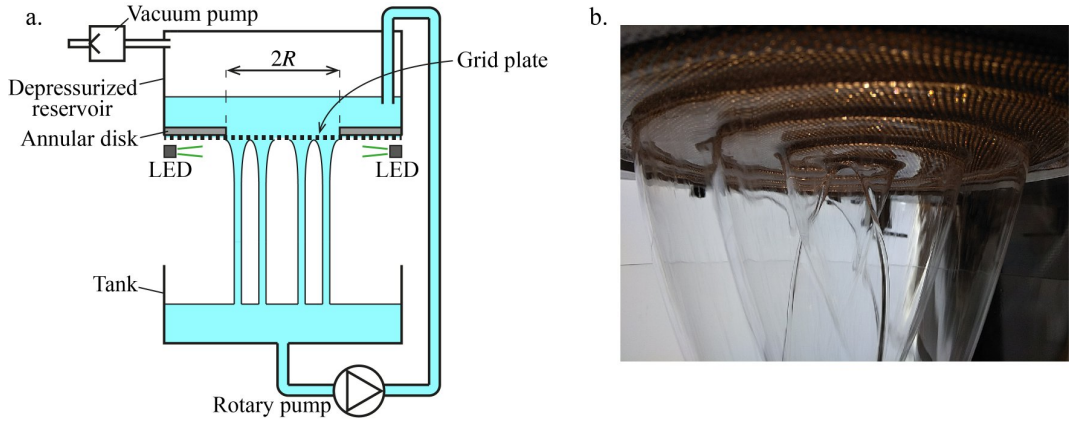 a.
Vacuum pump
2R
Grid plate
Depressurized
reservoir
Annular disk
LED
LED
Tank
Rotary pump
b.